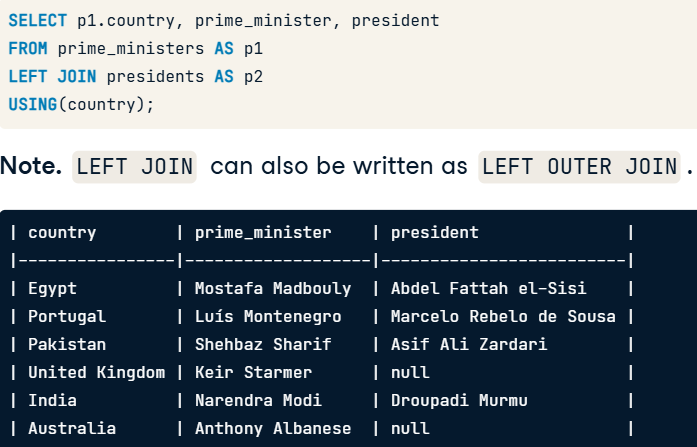 SELECT p1.country, prime_minister, president
FROM prime_ministers AS p1
LEFT JOIN presidents AS p2
USING(country);
Note. LEFT JOIN can also be written as LEFT OUTER JOIN.
| country        | prime_minister    | president               |
|----------------|-------------------|-------------------------|
| Egypt          | Mostafa Madbouly  | Abdel Fattah el-Sisi    |
| Portugal       | Luís Montenegro   | Marcelo Rebelo de Sousa |
| Pakistan       | Shehbaz Sharif    | Asif Ali Zardari        |
| United Kingdom | Keir Starmer      | null                    |
| India          | Narendra Modi     | Droupadi Murmu          |
| Australia      | Anthony Albanese  | null                    |